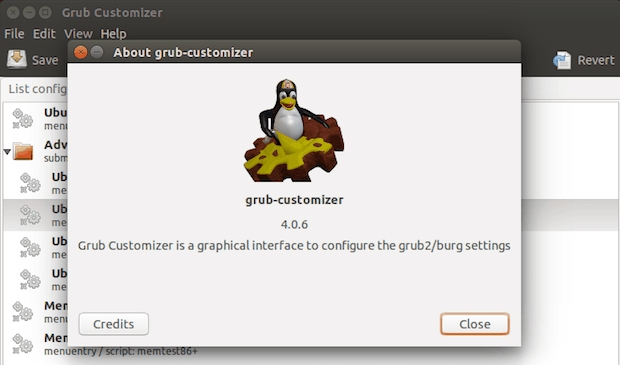 Grub Customizer
File Edit View Help
Save
Revert
About grub-customizer
List config
Ubu
menu
Adv
subm
Ub
me
Ub
me
Ub
me
Ub
me
Mem
menu
Mem
menuentry / script: memtest86+
grub-customizer
4.0.6
Grub Customizer is a graphical interface to configure the grub2/burg settings
Credits
Close